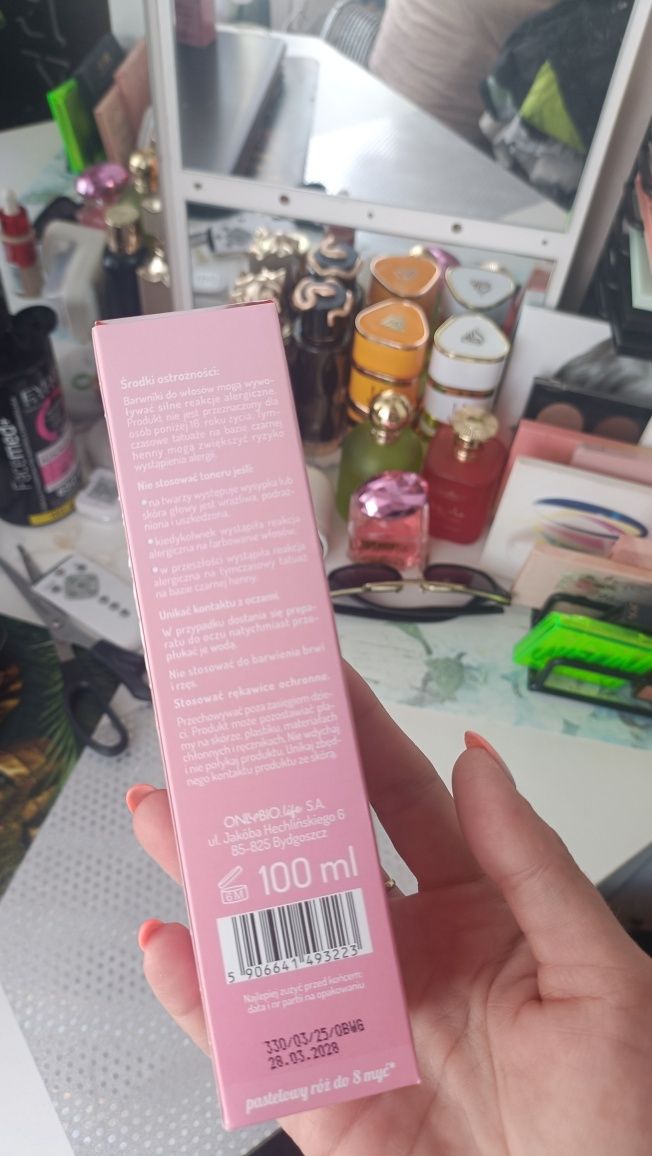 Środki ostrożności:
Barwniki do włosów mogą wywo-
ływać silne reakcje alergiczne.
Produkt nie jest przeznaczony dla
osób poniżej 16 roku życia. Tym-
czasowe tatuaże na bazie czarnej
henny mogą zwiększyć ryzyko
wystąpienia alergii.
Nie stosować toneru jeśli:
•na twarzy występuje wysypka lub
skóra głowy jest wrażliwa, podraż-
niona i uszkodzona.
•kiedykolwiek wystąpiła reakcja
alergiczna na farbowanie włosów.
•w przeszłości wystąpiła reakcja
alergiczna na tymczasowy tatuaż
na bazie czarnej henny.
Unikać kontaktu z oczami.
W przypadku dostania się prepa-
ratu do oczu natychmiast prze-
płukać je wodą.
Nie stosować do barwienia brwi
i rzęs.
Stosować rękawice ochronne.
Przechowywać poza zasięgiem dzie-
ci. Produkt może pozostawiać pla-
my na skórze, plastiku, materiałach
chłonnych i ręcznikach. Nie wdychaj
i nie połykaj produktu. Unikaj zbęd-
nego kontaktu produktu ze skórą.
ONLYBIO.life S.A.
ul. Jakóba Hechlińskiego 6
85-825 Bydgoszcz
6M 100 ml
5 906641 493223
Najlepiej zużyć przed końcem:
data i nr partii na opakowaniu
330/03/25/OBWG
28.03.2028
pastelowy róż do 8 myć*
Facemed+